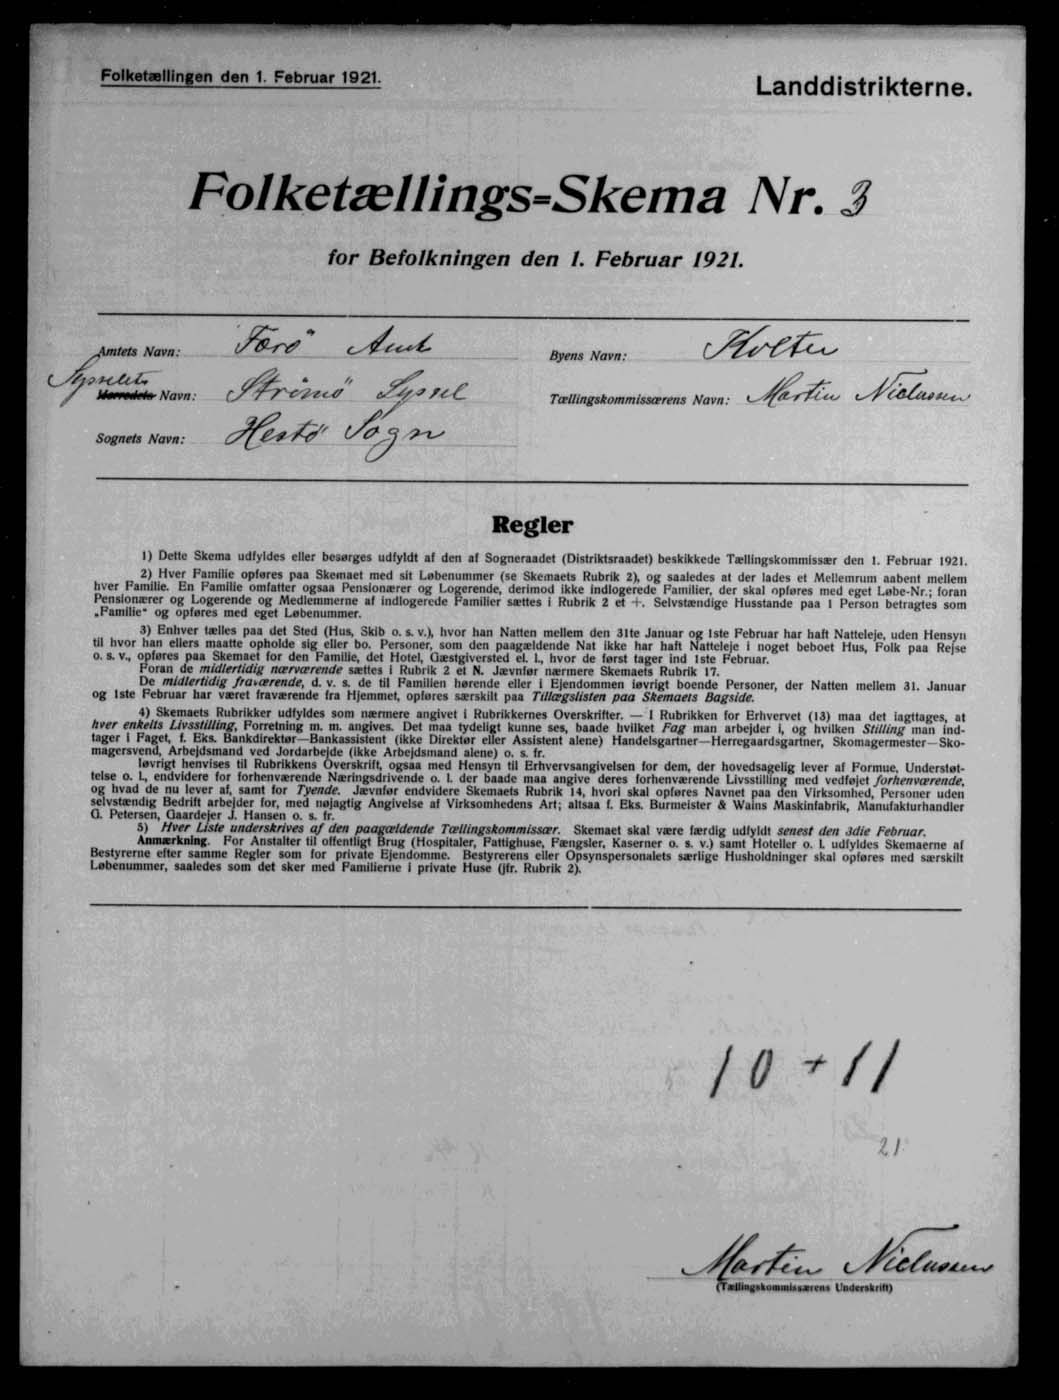 Folketællingen den 1. Februar 1921.
Landdistrikterne.
Folketællings=Skema Nr. 3
for Befolkningen den 1. Februar 1921.
Amtets Navn: Færö Amt
Byens Navn: Kolter
Sysselets
Herredets Navn: Strömö Syssel
Tællingskommissærens Navn: Martin Niclassen
Sognets Navn: Hestö Sogn
Regler
1) Dette Skema udfyldes eller besørges udfyldt af den af Sogneraadet (Distriktsraadet) beskikkede Tællingskommissær den 1. Februar 1921.
2) Hver Familie opføres paa Skemaet med sit Løbenummer (se Skemaets Rubrik 2), og saaledes at der lades et Mellemrum aabent mellem
hver Familie. En Familie omfatter ogsaa Pensionærer og Logerende, derimod ikke indlogerede Familier, der skal opføres med eget Løbe-Nr.; foran
Pensionærer og Logerende og Medlemmerne af indlogerede Familier sættes i Rubrik 2 et +. Selvstændige Husstande paa 1 Person betragtes som
„Familie“ og opføres med eget Løbenummer.
3) Enhver tælles paa det Sted (Hus, Skib o. s. v.), hvor han Natten mellem den 31te Januar og 1ste Februar har haft Natteleje, uden Hensyn
til hvor han ellers maatte opholde sig eller bo. Personer, som den paagældende Nat ikke har haft Natteleje i noget beboet Hus, Folk paa Rejse
o. s. v., opføres paa Skemaet for den Familie, det Hotel, Gæstgiversted el. l., hvor de først tager ind 1ste Februar.
Foran de midlertidig nærværende sættes i Rubrik 2 et N. Jævnfør nærmere Skemaets Rubrik 17.
De midlertidig fraværende, d. v. s. de til Familien hørende eller i Ejendommen iøvrigt boende Personer, der Natten mellem 31. Januar
og 1ste Februar har været fraværende fra Hjemmet, opføres særskilt paa Tillægslisten paa Skemaets Bagside.
4) Skemaets Rubrikker udfyldes som nærmere angivet i Rubrikkernes Overskrifter. — I Rubrikken for Erhvervet (13) maa det iagttages, at
hver enkelts Livsstilling, Forretning m. m. angives. Det maa tydeligt kunne ses, baade hvilket Fag man arbejder i, og hvilken Stilling man ind-
tager i Faget, f. Eks. Bankdirektør—Bankassistent (ikke Direktør eller Assistent alene) Handelsgartner—Herregaardsgartner, Skomagermester—Sko-
magersvend, Arbejdsmand ved Jordarbejde (ikke Arbejdsmand alene) o. s. fr.
Iøvrigt henvises til Rubrikkens Overskrift, ogsaa med Hensyn til Erhvervsangivelsen for dem, der hovedsagelig lever af Formue, Understøt-
telse o. l., endvidere for forhenværende Næringsdrivende o. l. der baade maa angive deres forhenværende Livsstilling med vedføjet forhenværende,
og hvad de nu lever af, samt for Tyende. Jævnfør endvidere Skemaets Rubrik 14, hvori skal opføres Navnet paa den Virksomhed, Personer uden
selvstændig Bedrift arbejder for, med nøjagtig Angivelse af Virksomhedens Art; altsaa f. Eks. Burmeister & Wains Maskinfabrik, Manufakturhandler
G. Petersen, Gaardejer J. Hansen o. s. fr.
5) Hver Liste underskrives af den paagældende Tællingskommissær. Skemaet skal være færdig udfyldt senest den 3die Februar.
Anmærkning. For Anstalter til offentligt Brug (Hospitaler, Fattighuse, Fængsler, Kaserner o. s. v.) samt Hoteller o. l. udfyldes Skemaerne af
Bestyrerne efter samme Regler som for private Ejendomme. Bestyrerens eller Opsynspersonalets særlige Husholdninger skal opføres med særskilt
Løbenummer, saaledes som det sker med Familierne i private Huse (jfr. Rubrik 2).
10 + 11
21
Martin Niclassen
(Tællingskommissærens Underskrift)